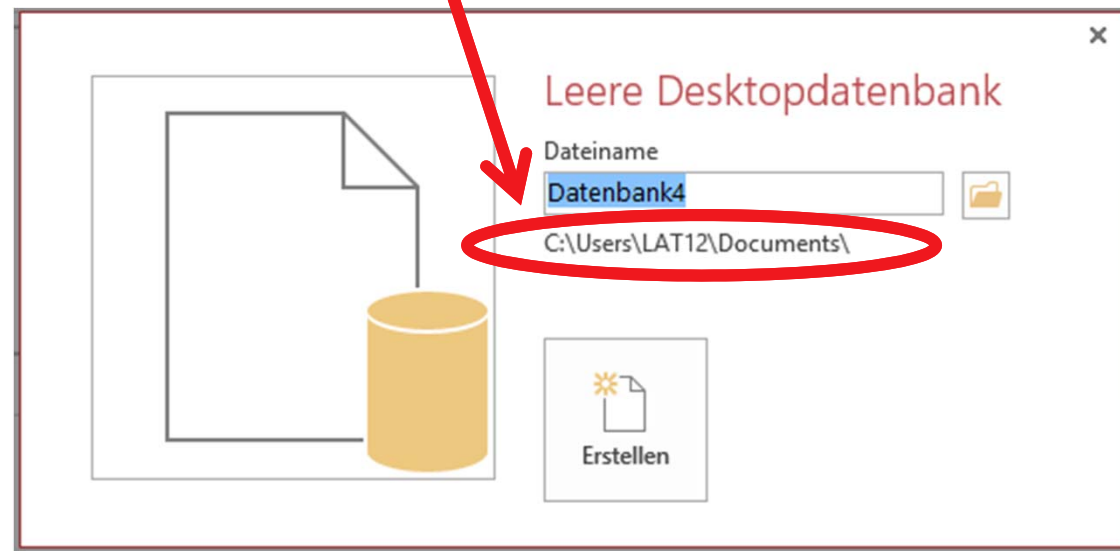 Leere Desktopdatenbank
Dateiname
Datenbank4
C:\Users\LAT12\Documents\
Erstellen